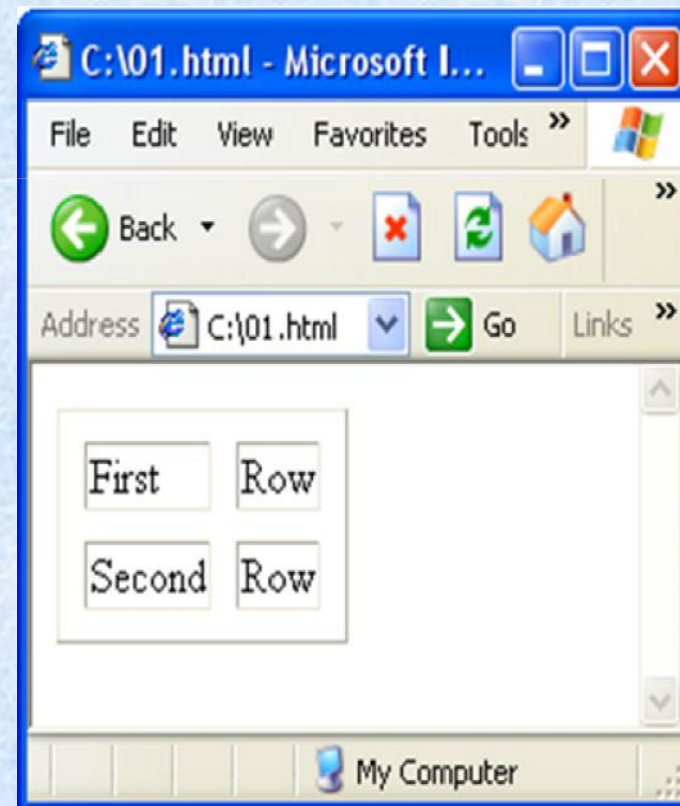 C:\01.html - Microsoft I...
File Edit View Favorites Tools »
Back »
Address C:\01.html Go Links »
First Row
Second Row
My Computer